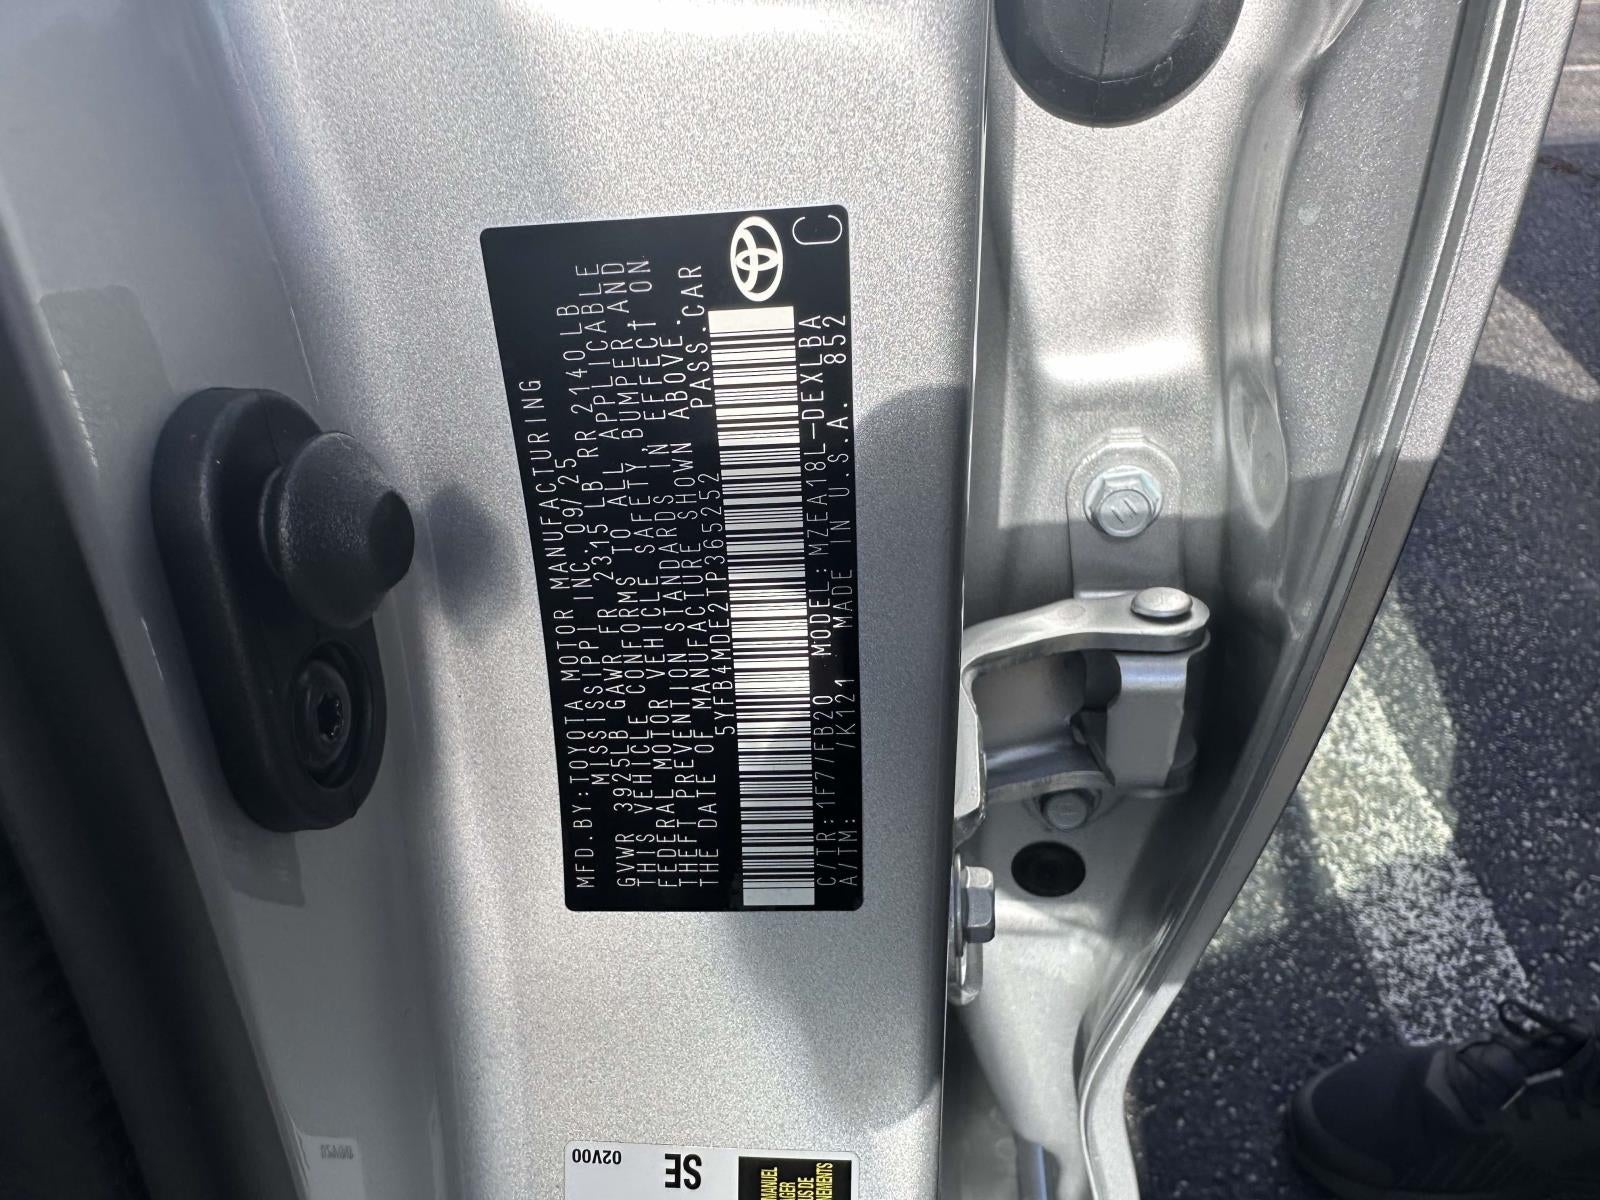 MFD.BY:TOYOTA MOTOR MANUFACTURING
MISSISSIPPI INC.09/25
GVWR 3925LB GAWR FR 2315 LB RR 2140LB
THIS VEHICLE CONFORMS TO ALL APPLICABLE
FEDERAL MOTOR VEHICLE SAFETY, BUMPER, AND
THEFT PREVENTION STANDARDS IN EFFECT ON
THE DATE OF MANUFACTURE SHOWN ABOVE.
5YFB4MDE2TP365252 PASS.CAR
C/TR:1F7/FB20 MODEL:MZEA18L-DEXLBA
A/TM: /K121 MADE IN U.S.A. 852
C
02V00
SE